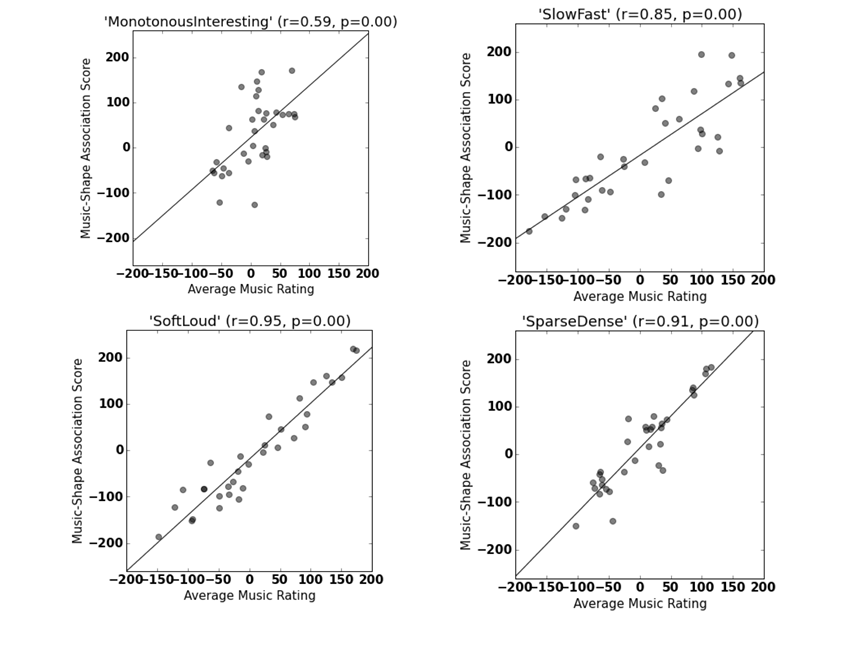 'MonotonousInteresting' (r=0.59, p=0.00)
200
100
0
−100
−200
Music-Shape Association Score
−200 −150 −100 −50 0 50 100 150 200
Average Music Rating
'SlowFast' (r=0.85, p=0.00)
200
100
0
−100
−200
Music-Shape Association Score
−200 −150 −100 −50 0 50 100 150 200
Average Music Rating
'SoftLoud' (r=0.95, p=0.00)
200
100
0
−100
−200
Music-Shape Association Score
−200 −150 −100 −50 0 50 100 150 200
Average Music Rating
'SparseDense' (r=0.91, p=0.00)
200
100
0
−100
−200
Music-Shape Association Score
−200 −150 −100 −50 0 50 100 150 200
Average Music Rating